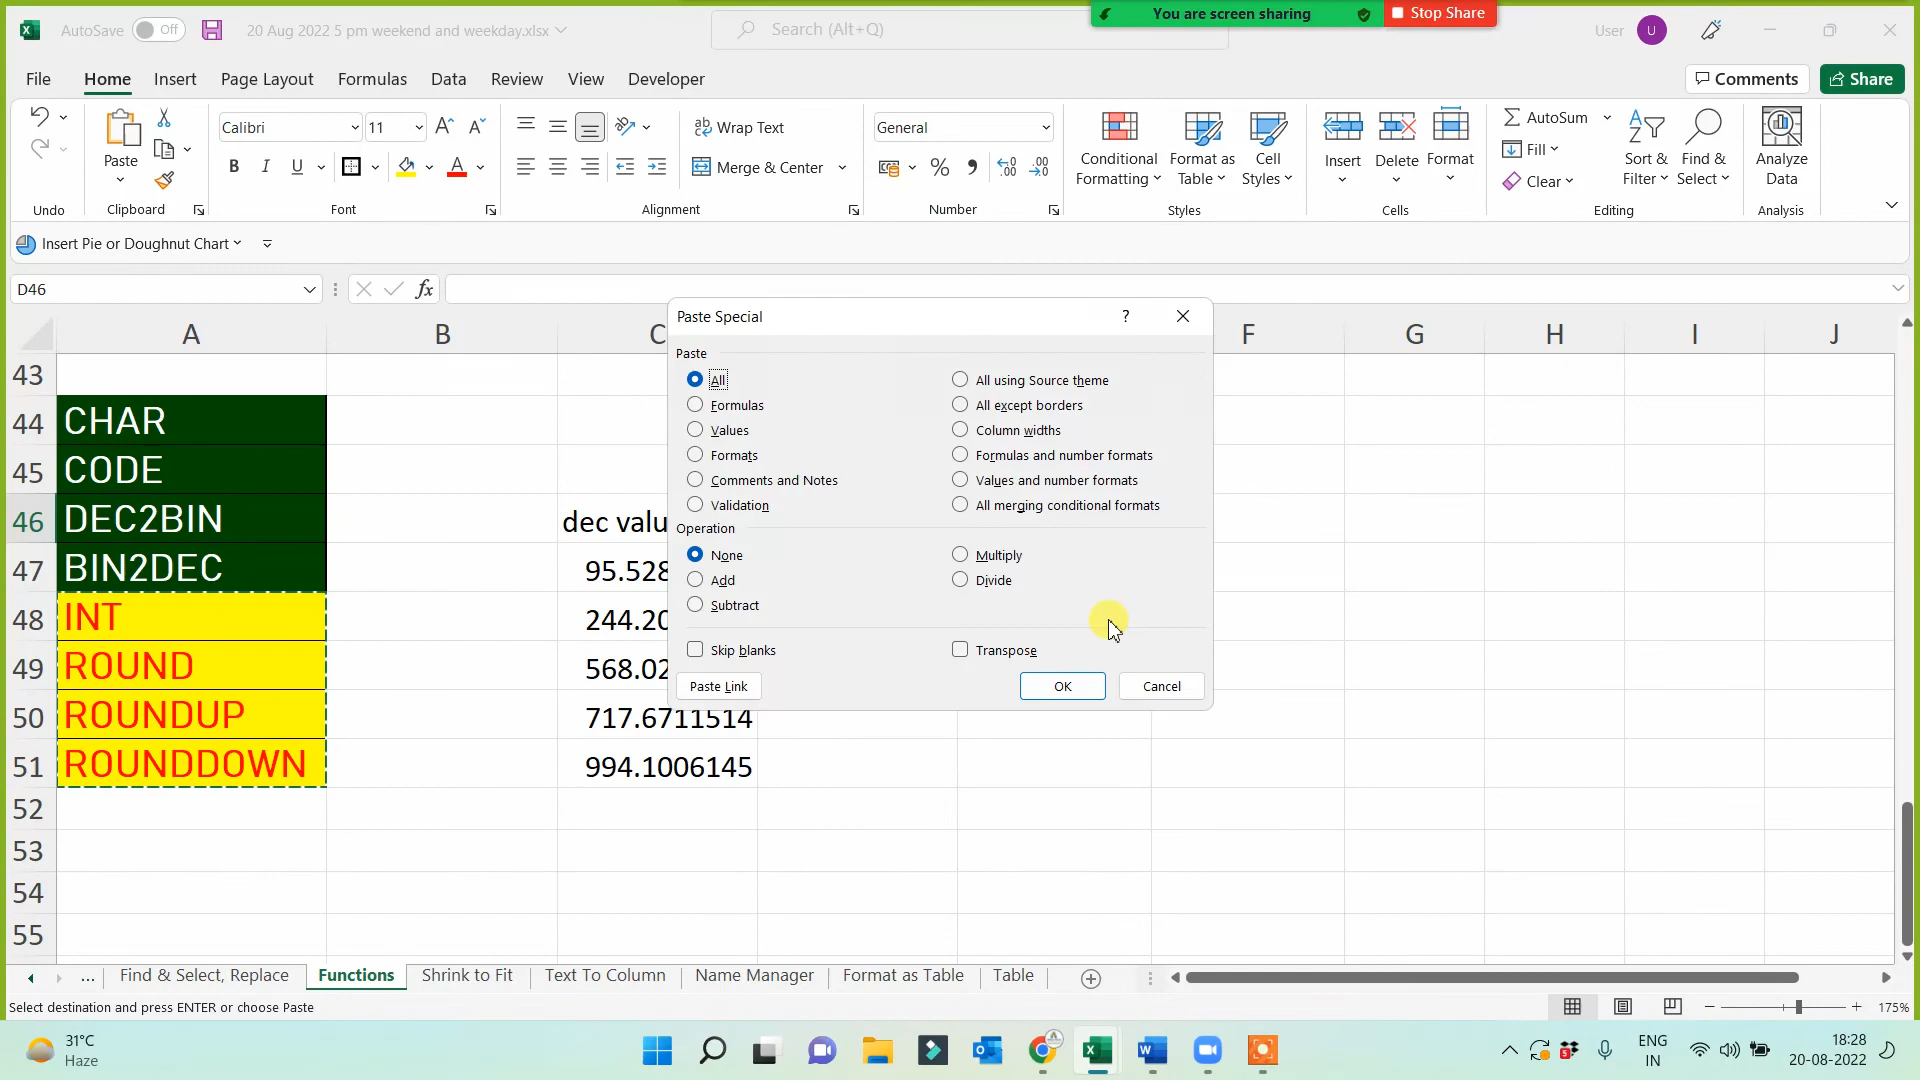 You are screen sharing
Stop Share
AutoSave Off 20 Aug 2022 5 pm weekend and weekday.xlsx
Search (Alt+Q)
User U
File Home Insert Page Layout Formulas Data Review View Developer
Comments Share
Calibri 11
Wrap Text
General
AutoSum
Fill
Clear
Paste
B I U
Merge & Center
Conditional Formatting
Format as Table
Cell Styles
Insert Delete Format
Sort & Filter
Find & Select
Analyze Data
Undo Clipboard Font Alignment Number Styles Cells Editing Analysis
Insert Pie or Doughnut Chart
D46 fx
A B C F G H I J
43
44 CHAR
45 CODE
46 DEC2BIN dec valu
47 BIN2DEC 95.528
48 INT 244.20
49 ROUND 568.02
50 ROUNDUP 717.6711514
51 ROUNDDOWN 994.1006145
52
53
54
55
Paste Special ?
Paste
All All using Source theme
Formulas All except borders
Values Column widths
Formats Formulas and number formats
Comments and Notes Values and number formats
Validation All merging conditional formats
Operation
None Multiply
Add Divide
Subtract
Skip blanks Transpose
Paste Link OK Cancel
... Find & Select, Replace Functions Shrink to Fit Text To Column Name Manager Format as Table Table
Select destination and press ENTER or choose Paste
175%
31°C
Haze
ENG
IN
18:28
20-08-2022